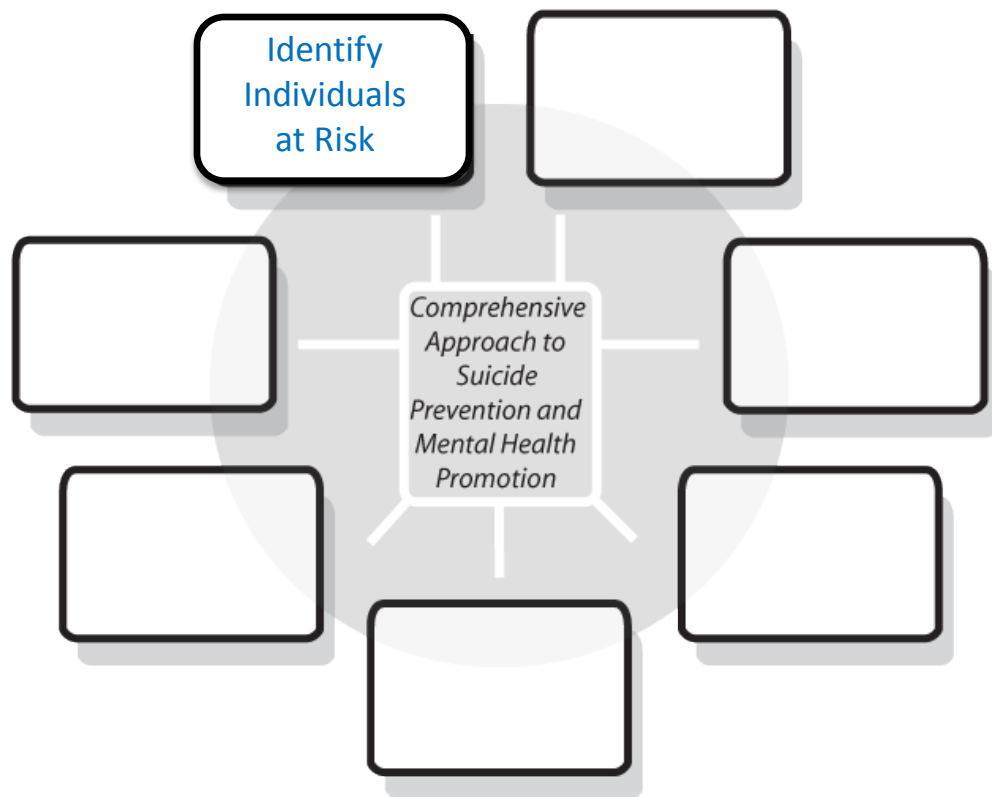 Identify
Individuals
at Risk
Comprehensive
Approach to
Suicide
Prevention and
Mental Health
Promotion